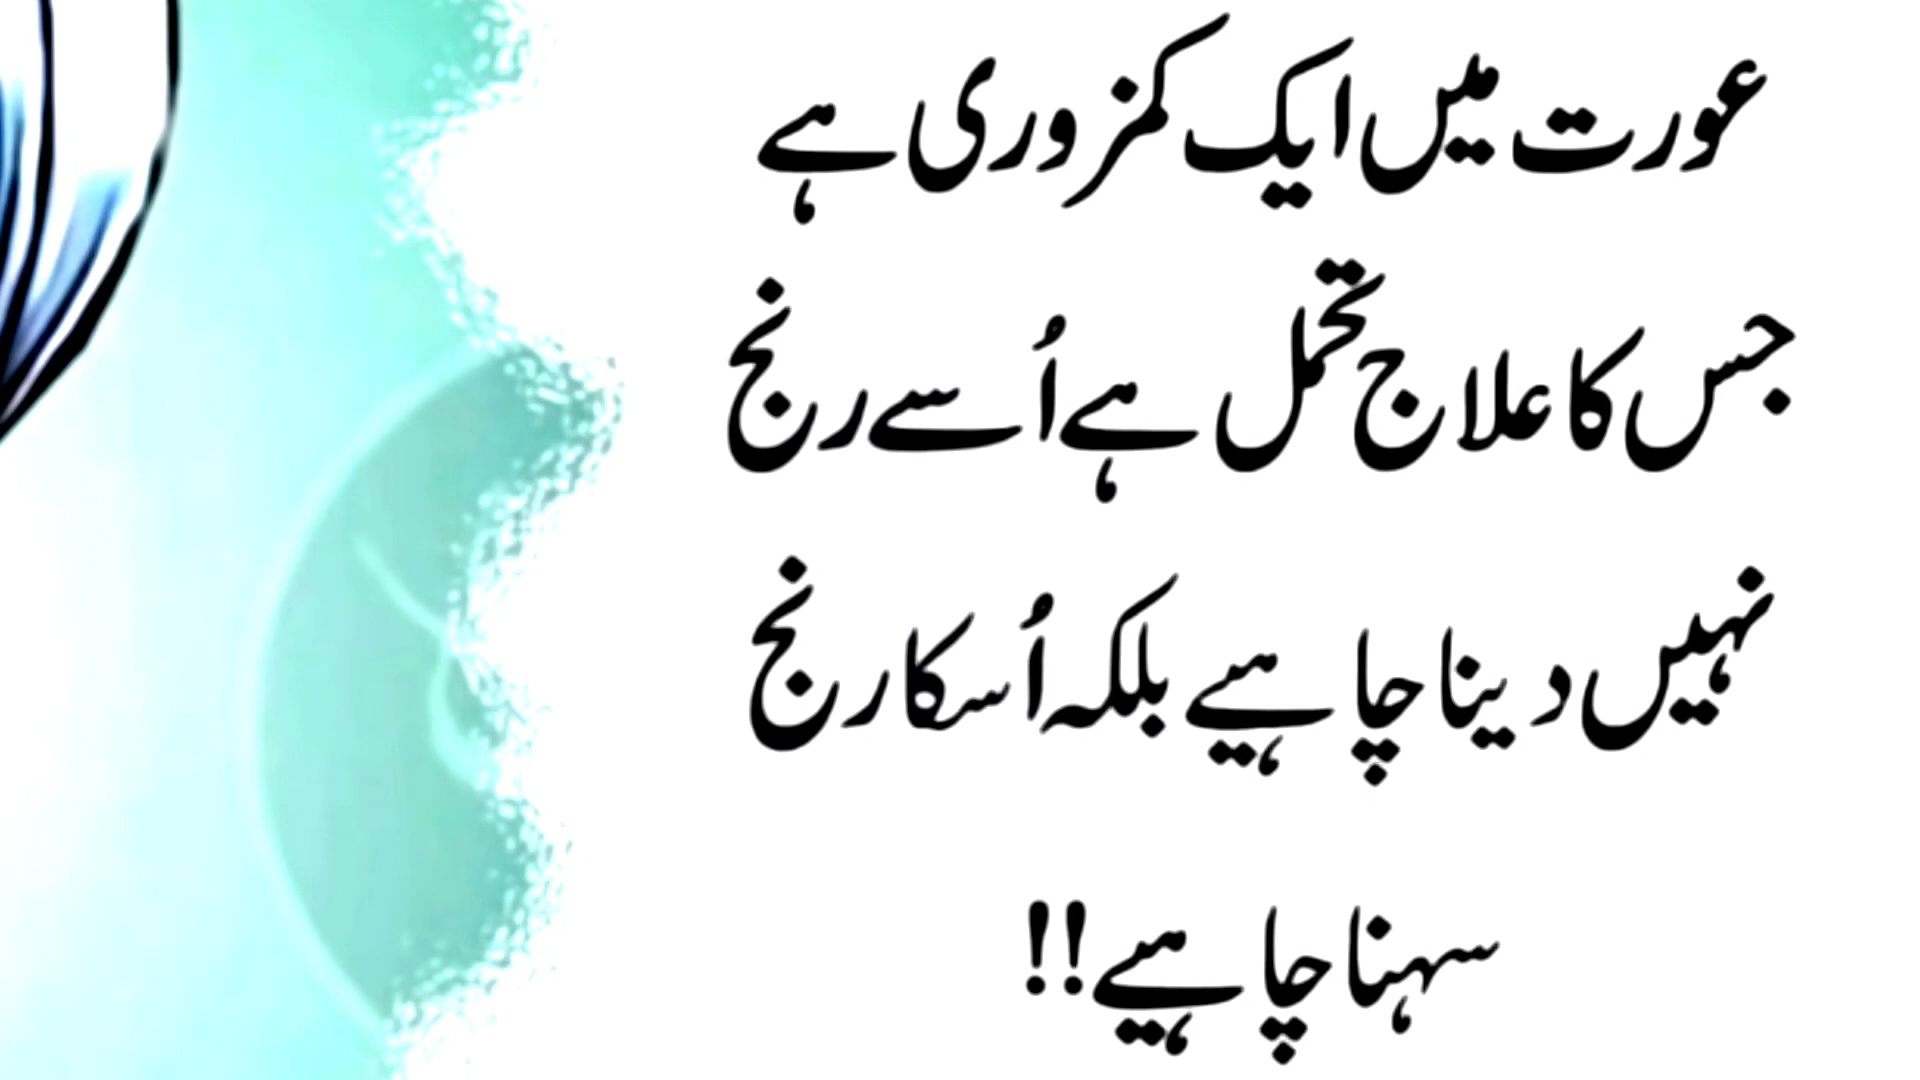 عورت میں ایک کمزوری ہے
جس کا علاج تحمل ہے اُسے رنج
نہیں دینا چاہیے بلکہ اُسکا رنج
سہنا چاہیے!!